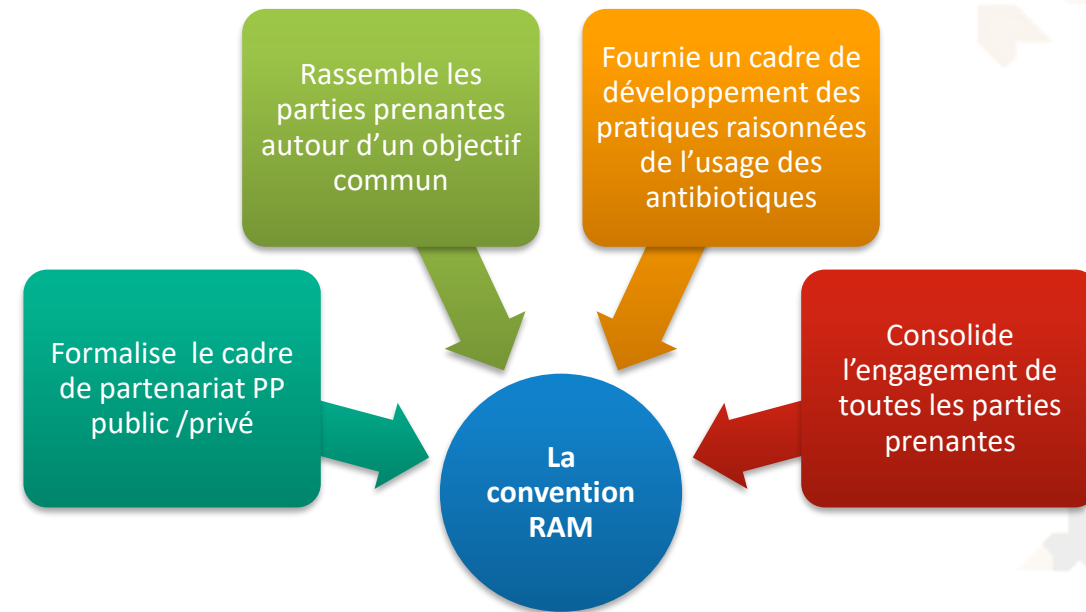 Rassemble les
parties prenantes
autour d’un objectif
commun
Fournie un cadre de
développement des
pratiques raisonnées
de l’usage des
antibiotiques
Formalise  le cadre
de partenariat PP
public /privé
Consolide
l’engagement de
toutes les parties
prenantes
La
convention
RAM